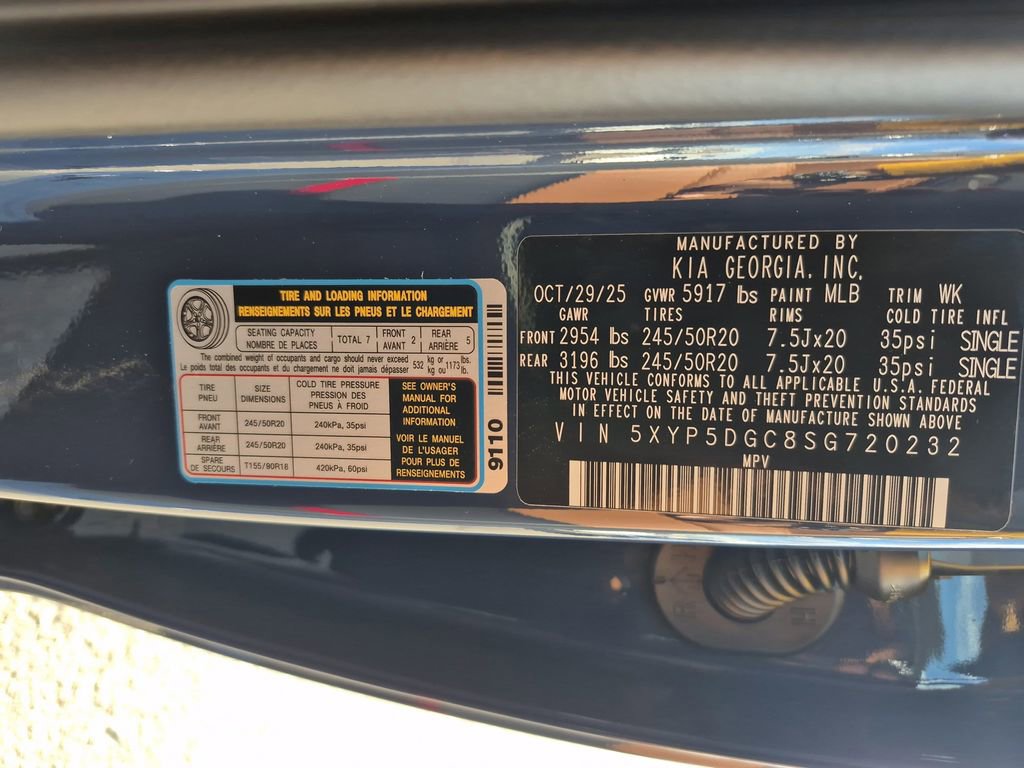 TIRE AND LOADING INFORMATION
RENSEIGNEMENTS SUR LES PNEUS ET LE CHARGEMENT
SEATING CAPACITY
NOMBRE DE PLACES
TOTAL 7
FRONT
AVANT 2
REAR
ARRIÈRE 5
The combined weight of occupants and cargo should never exceed
Le poids total des occupants et du chargement ne doit jamais dépasser
532 kg or
kg ou 1173 lbs.
lb.
TIRE
PNEU
SIZE
DIMENSIONS
COLD TIRE PRESSURE
PRESSION DES
PNEUS À FROID
FRONT
AVANT
245/50R20
240kPa, 35psi
REAR
ARRIÈRE
245/50R20
240kPa, 35psi
SPARE
DE SECOURS
T155/90R18
420kPa, 60psi
SEE OWNER'S
MANUAL FOR
ADDITIONAL
INFORMATION
VOIR LE MANUEL
DE L'USAGER
POUR PLUS DE
RENSEIGNEMENTS
9110
MANUFACTURED BY
KIA GEORGIA, INC.
OCT/29/25 GVWR 5917 lbs PAINT MLB TRIM WK
GAWR TIRES RIMS COLD TIRE INFL
FRONT 2954 lbs 245/50R20 7.5Jx20 35psi SINGLE
REAR 3196 lbs 245/50R20 7.5Jx20 35psi SINGLE
THIS VEHICLE CONFORMS TO ALL APPLICABLE U.S.A. FEDERAL
MOTOR VEHICLE SAFETY AND THEFT PREVENTION STANDARDS
IN EFFECT ON THE DATE OF MANUFACTURE SHOWN ABOVE
VIN 5XYP5DGC8SG720232
MPV